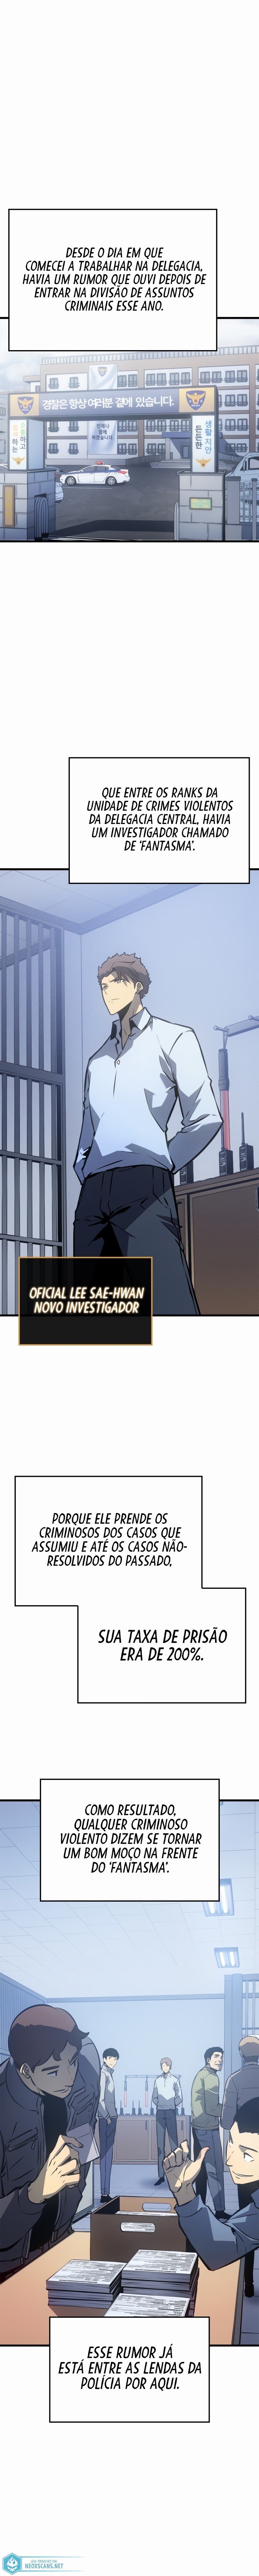 DESDE O DIA EM QUE
COMECEI A TRABALHAR NA DELEGACIA,
HAVIA UM RUMOR QUE OUVI DEPOIS DE
ENTRAR NA DIVISÃO DE ASSUNTOS
CRIMINAIS ESSE ANO.
경찰은 항상 여러분 곁에 있습니다.
QUE ENTRE OS RANKS DA
UNIDADE DE CRIMES VIOLENTOS
DA DELEGACIA CENTRAL, HAVIA
UM INVESTIGADOR CHAMADO
DE 'FANTASMA'.
OFICIAL LEE SAE-HWAN
NOVO INVESTIGADOR
PORQUE ELE PRENDE OS
CRIMINOSOS DOS CASOS QUE
ASSUMIU E ATÉ OS CASOS NÃO-
RESOLVIDOS DO PASSADO,
SUA TAXA DE PRISÃO
ERA DE 200%.
COMO RESULTADO,
QUALQUER CRIMINOSO
VIOLENTO DIZEM SE TORNAR
UM BOM MOÇO NA FRENTE
DO 'FANTASMA'.
ESSE RUMOR JÁ
ESTÁ ENTRE AS LENDAS DA
POLÍCIA POR AQUI.
NEOXSCANS.NET